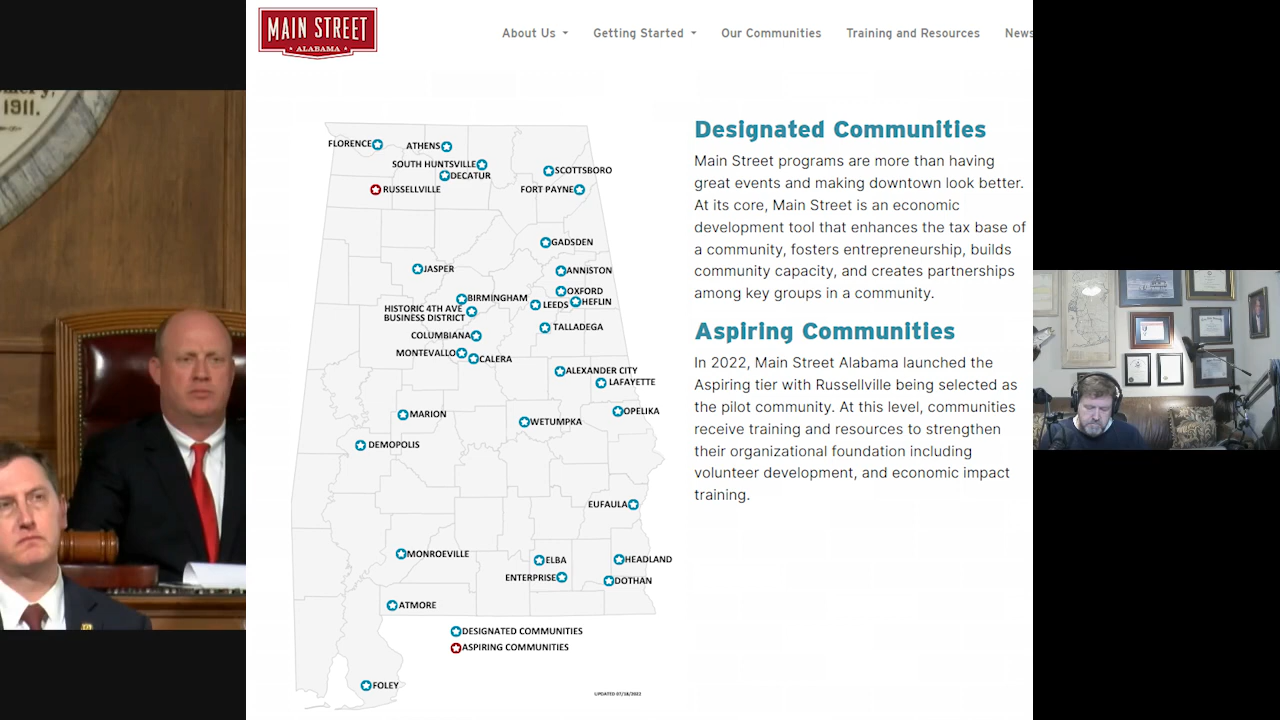 MAIN STREET
ALABAMA
About Us
Getting Started
Our Communities
Training and Resources
News
1911.
FLORENCE
ATHENS
SOUTH HUNTSVILLE
DECATUR
SCOTTSBORO
RUSSELLVILLE
FORT PAYNE
GADSDEN
JASPER
ANNISTON
OXFORD
BIRMINGHAM
LEEDS
HEFLIN
HISTORIC 4TH AVE
BUSINESS DISTRICT
TALLADEGA
COLUMBIANA
MONTEVALLO
CALERA
ALEXANDER CITY
LAFAYETTE
MARION
OPELIKA
WETUMPKA
DEMOPOLIS
EUFAULA
MONROEVILLE
ELBA
HEADLAND
ENTERPRISE
DOTHAN
ATMORE
DESIGNATED COMMUNITIES
ASPIRING COMMUNITIES
FOLEY
UPDATED 07/18/2022
Designated Communities
Main Street programs are more than having
great events and making downtown look better.
At its core, Main Street is an economic
development tool that enhances the tax base of
a community, fosters entrepreneurship, builds
community capacity, and creates partnerships
among key groups in a community.
Aspiring Communities
In 2022, Main Street Alabama launched the
Aspiring tier with Russellville being selected as
the pilot community. At this level, communities
receive training and resources to strengthen
their organizational foundation including
volunteer development, and economic impact
training.